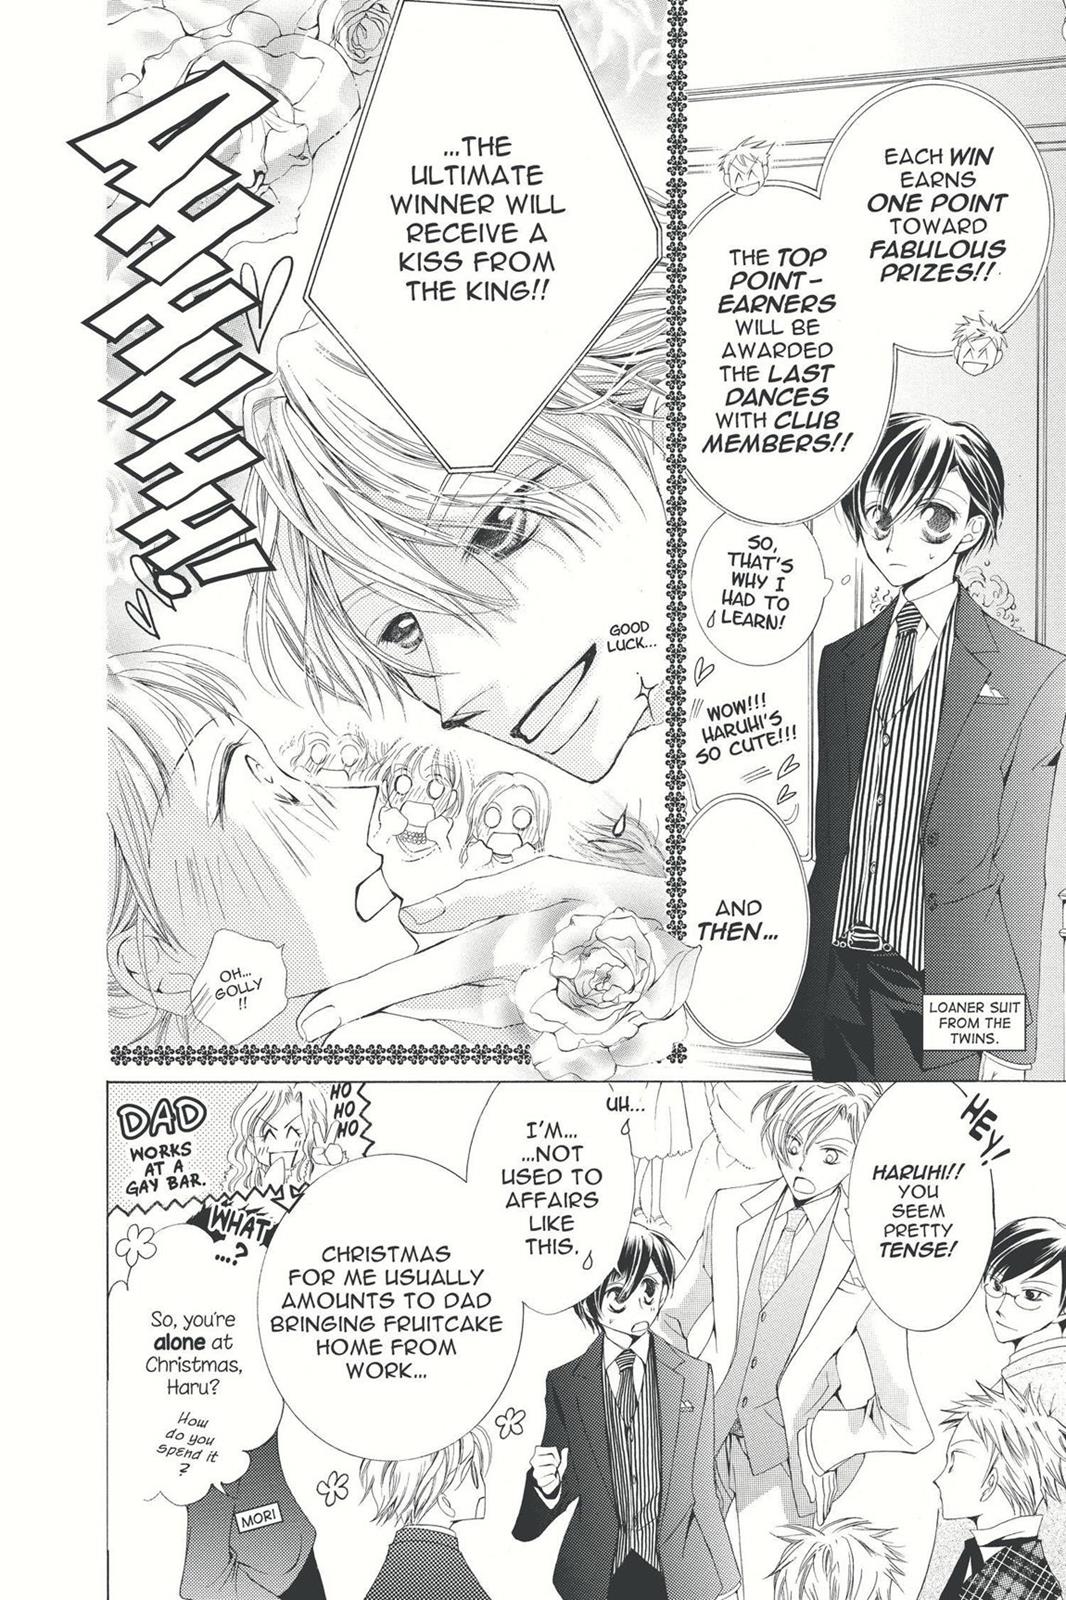 EACH WIN
EARNS
ONE POINT
TOWARD
FABULOUS
PRIZES!!
THE TOP
POINT-
EARNERS
WILL BE
AWARDED
THE LAST
DANCES
WITH CLUB
MEMBERS!!
SO,
THAT'S
WHY I
HAD TO
LEARN!
WOW!!!
HARUHI'S
SO CUTE!!!
AND
THEN...
LOANER SUIT
FROM THE
TWINS.
...THE
ULTIMATE
WINNER WILL
RECEIVE A
KISS FROM
THE KING!!
GOOD
LUCK...
AHHHHHH!
OH...
GOLLY
!!
HEY!
HARUHI!!
YOU
SEEM
PRETTY
TENSE!
UH...
I'M...
...NOT
USED TO
AFFAIRS
LIKE
THIS.
CHRISTMAS
FOR ME USUALLY
AMOUNTS TO DAD
BRINGING FRUITCAKE
HOME FROM
WORK...
HO
HO
HO
DAD
WORKS
AT A
GAY BAR.
WHAT
...?
So, you're
alone at
Christmas,
Haru?
How
do you
spend it
?
MORI